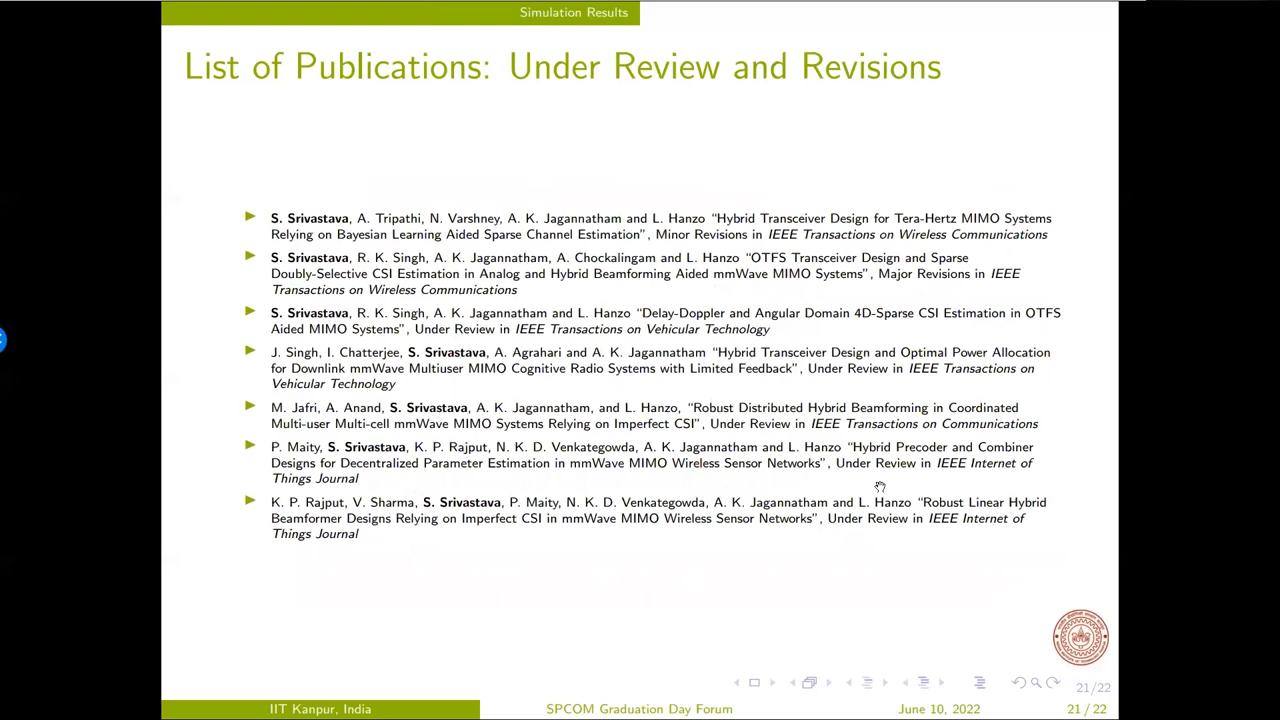 Simulation Results
List of Publications: Under Review and Revisions
S. Srivastava, A. Tripathi, N. Varshney, A. K. Jagannatham and L. Hanzo “Hybrid Transceiver Design for Tera-Hertz MIMO Systems
Relying on Bayesian Learning Aided Sparse Channel Estimation”, Minor Revisions in IEEE Transactions on Wireless Communications
S. Srivastava, R. K. Singh, A. K. Jagannatham, A. Chockalingam and L. Hanzo “OTFS Transceiver Design and Sparse
Doubly-Selective CSI Estimation in Analog and Hybrid Beamforming Aided mmWave MIMO Systems”, Major Revisions in IEEE
Transactions on Wireless Communications
S. Srivastava, R. K. Singh, A. K. Jagannatham and L. Hanzo “Delay-Doppler and Angular Domain 4D-Sparse CSI Estimation in OTFS
Aided MIMO Systems”, Under Review in IEEE Transactions on Vehicular Technology
J. Singh, I. Chatterjee, S. Srivastava, A. Agrahari and A. K. Jagannatham “Hybrid Transceiver Design and Optimal Power Allocation
for Downlink mmWave Multiuser MIMO Cognitive Radio Systems with Limited Feedback”, Under Review in IEEE Transactions on
Vehicular Technology
M. Jafri, A. Anand, S. Srivastava, A. K. Jagannatham, and L. Hanzo, “Robust Distributed Hybrid Beamforming in Coordinated
Multi-user Multi-cell mmWave MIMO Systems Relying on Imperfect CSI”, Under Review in IEEE Transactions on Communications
P. Maity, S. Srivastava, K. P. Rajput, N. K. D. Venkategowda, A. K. Jagannatham and L. Hanzo “Hybrid Precoder and Combiner
Designs for Decentralized Parameter Estimation in mmWave MIMO Wireless Sensor Networks”, Under Review in IEEE Internet of
Things Journal
K. P. Rajput, V. Sharma, S. Srivastava, P. Maity, N. K. D. Venkategowda, A. K. Jagannatham and L. Hanzo “Robust Linear Hybrid
Beamformer Designs Relying on Imperfect CSI in mmWave MIMO Wireless Sensor Networks”, Under Review in IEEE Internet of
Things Journal
21/22
IIT Kanpur, India
SPCOM Graduation Day Forum
June 10, 2022
21 / 22